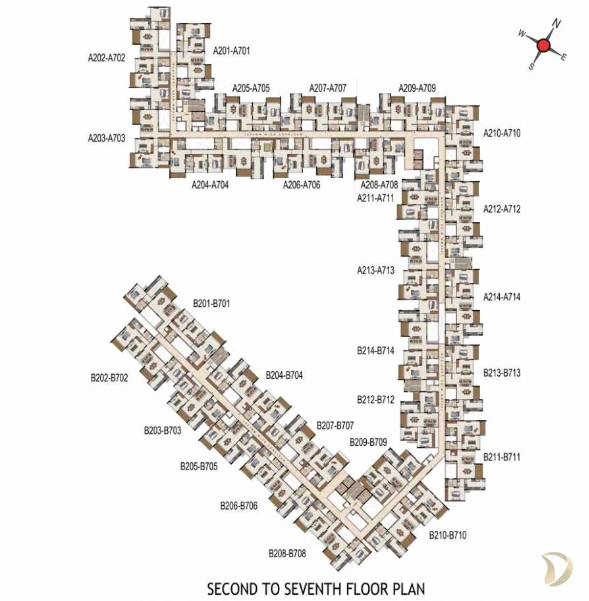 N
W
E
S
A202-A702
A201-A701
A205-A705
A207-A707
A209-A709
A210-A710
A203-A703
A204-A704
A206-A706
A208-A708
A211-A711
A212-A712
A213-A713
A214-A714
B201-B701
B214-B714
B204-B704
B213-B713
B202-B702
B212-B712
B203-B703
B207-B707
B209-B709
B211-B711
B205-B705
B206-B706
B210-B710
B208-B708
SECOND TO SEVENTH FLOOR PLAN